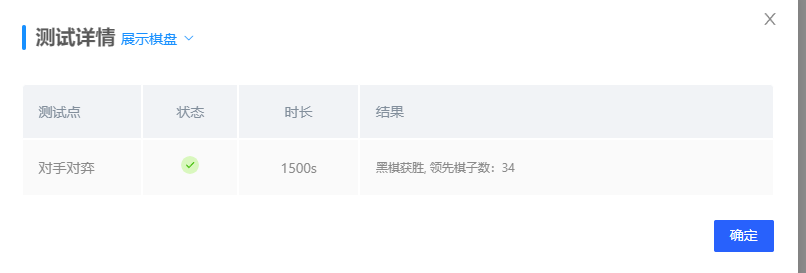 测试详情 展示棋盘
测试点 状态 时长 结果
对手对弈 1500s 黑棋获胜, 领先棋子数：34
确定